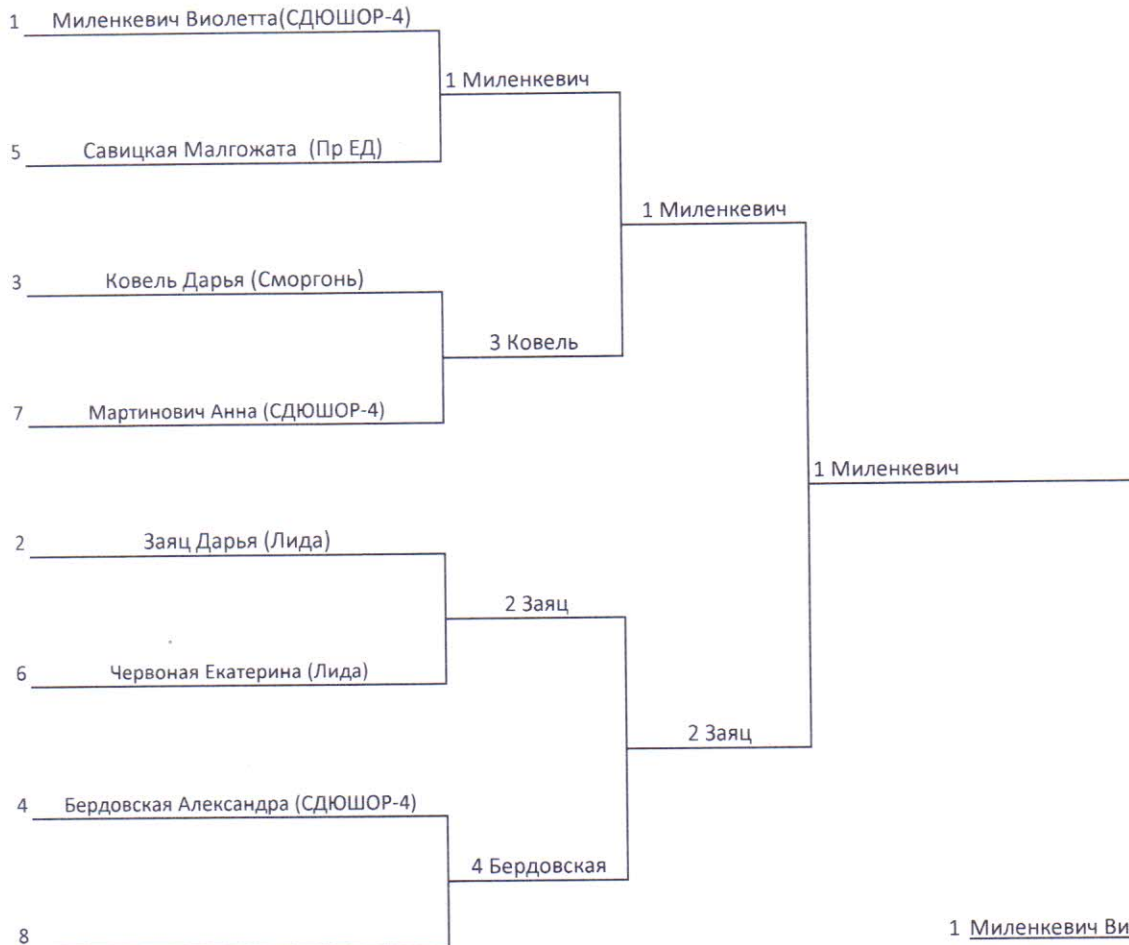 1 Миленкевич Виолетта(СДЮШОР-4)
1 Миленкевич
5 Савицкая Малгожата (Пр ЕД)
1 Миленкевич
3 Ковель Дарья (Сморгонь)
3 Ковель
7 Мартинович Анна (СДЮШОР-4)
1 Миленкевич
2 Заяц Дарья (Лида)
2 Заяц
6 Червоная Екатерина (Лида)
2 Заяц
4 Бердовская Александра (СДЮШОР-4)
4 Бердовская
8
1 Миленкевич Ви